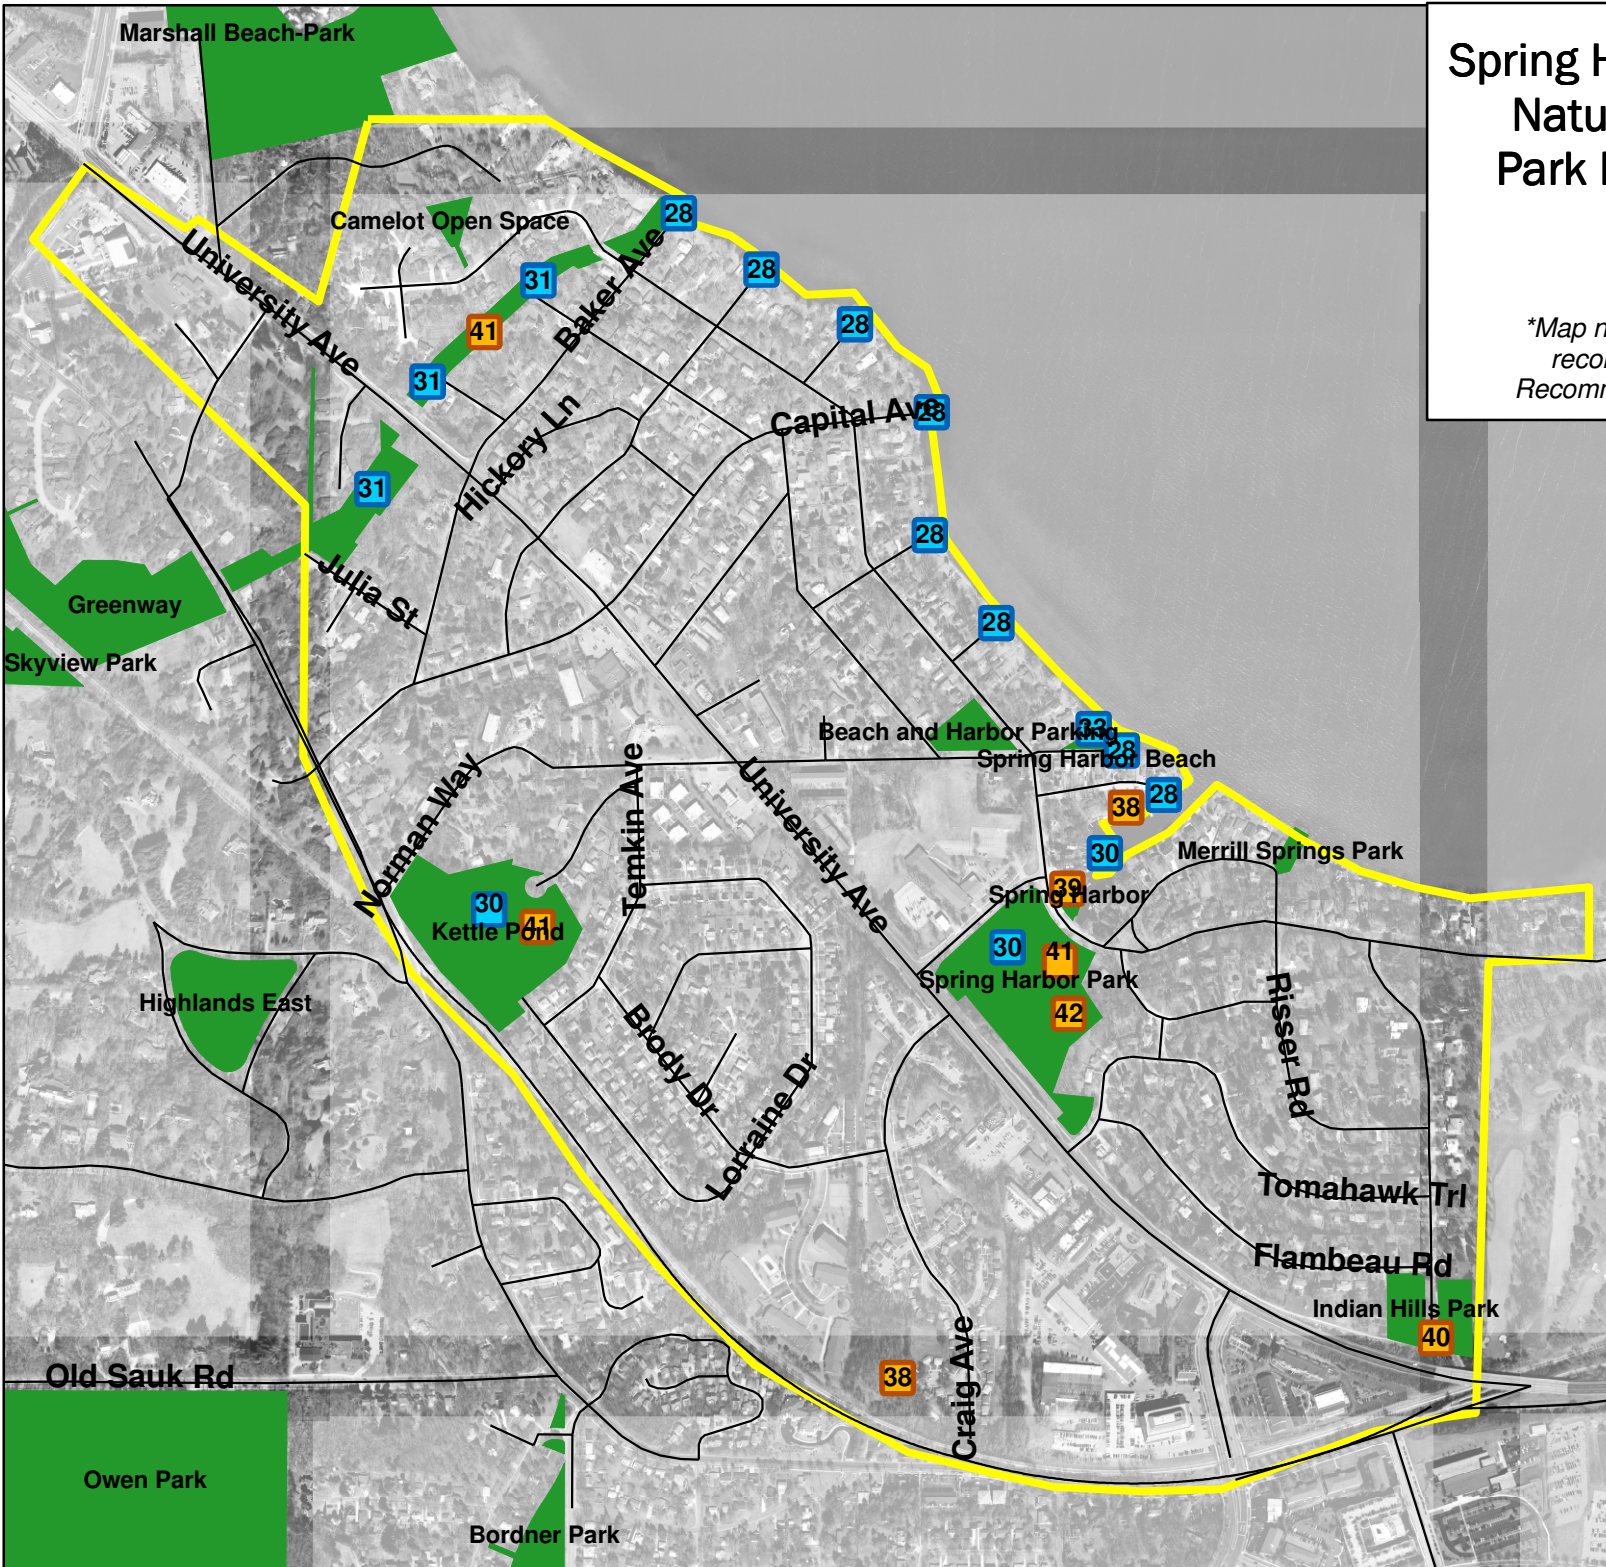 Marshall Beach-Park
Spring H
Natu
Park
*Map n
recor
Recomm
Camelot Open Space
28
University Ave
31
28
Baker Ave
41
28
31
Capital Ave
28
Hickory Ln
31
28
Julia St
Greenway
28
Skyview Park
Beach and Harbor Parking
33
28
Spring Harbor Beach
Norman Way
Temkin Ave
University Ave
28
38
30
Merrill Springs Park
39
Spring Harbor
30
41
Kettle Pond
30
41
Spring Harbor Park
42
Highlands East
Brody Dr
Lorraine Dr
Risser Rd
Tomahawk Trl
Flambeau Rd
Indian Hills Park
40
Old Sauk Rd
38
Craig Ave
Owen Park
Bordner Park